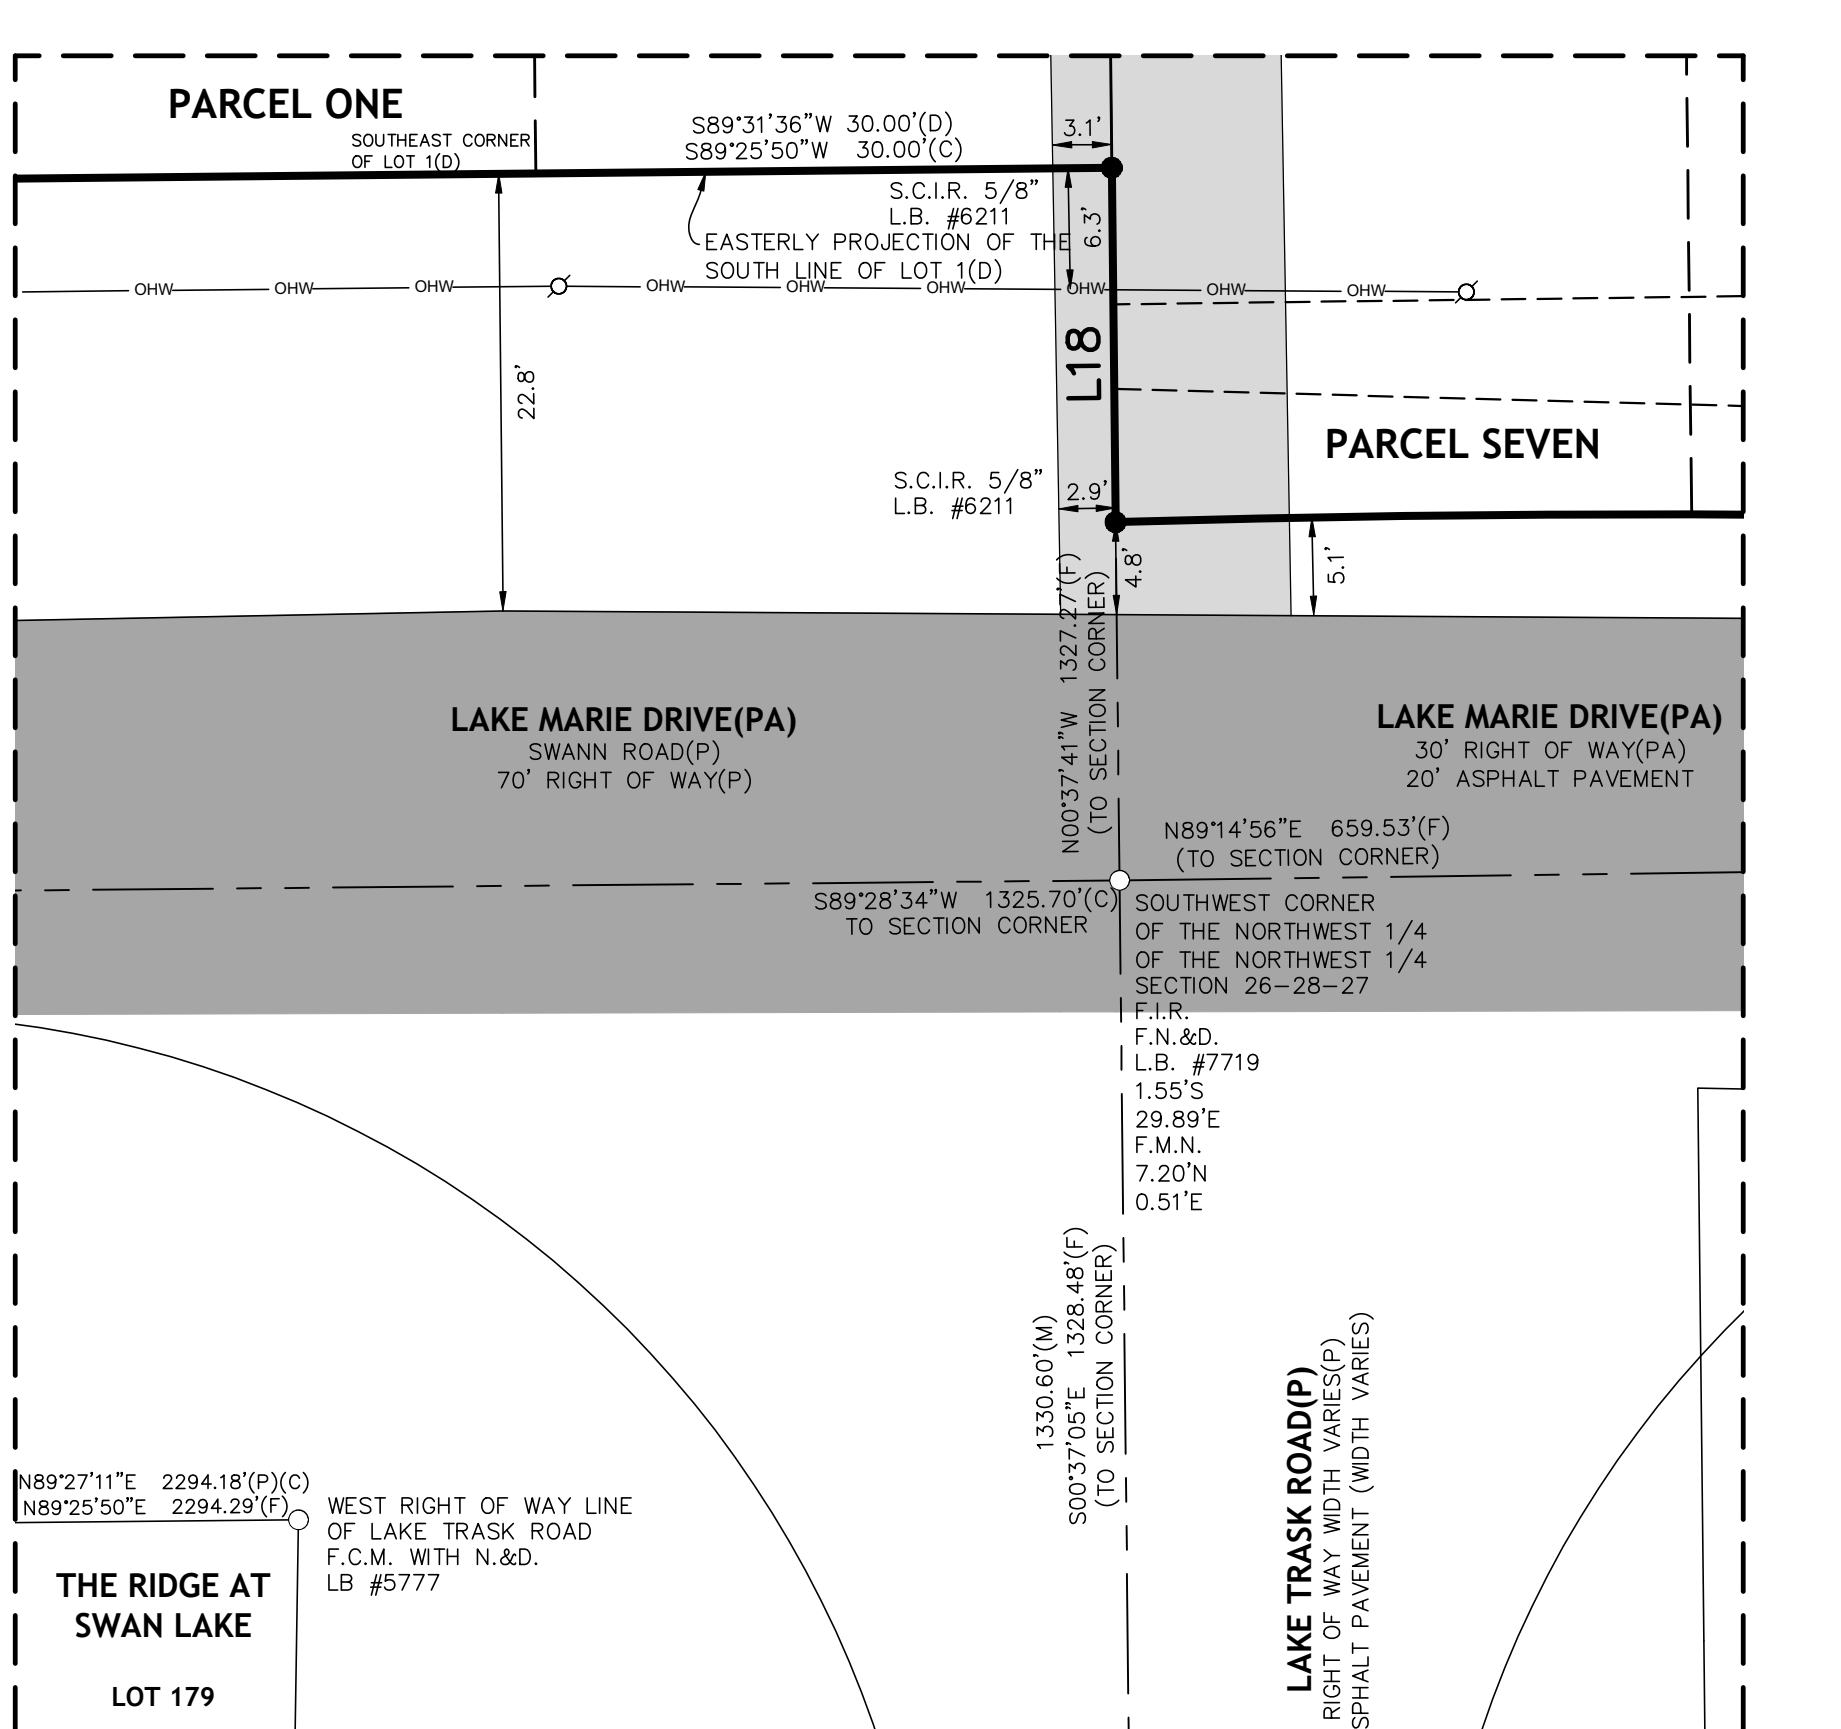 PARCEL ONE
SOUTHEAST CORNER
OF LOT 1(D)
S89°31'36"W 30.00'(D)
S89°25'50"W 30.00'(C)
3.1'
S.C.I.R. 5/8"
L.B. #6211
6.3'
EASTERLY PROJECTION OF THE
SOUTH LINE OF LOT 1(D)
OHW OHW OHW OHW OHW OHW OHW OHW OHW
L18
22.8'
PARCEL SEVEN
S.C.I.R. 5/8"
L.B. #6211
2.9'
4.8'
5.1'
N00°37'41"W 1327.27'(F)
(TO SECTION CORNER)
LAKE MARIE DRIVE(PA)
SWANN ROAD(P)
70' RIGHT OF WAY(P)
LAKE MARIE DRIVE(PA)
30' RIGHT OF WAY(PA)
20' ASPHALT PAVEMENT
N89°14'56"E 659.53'(F)
(TO SECTION CORNER)
S89°28'34"W 1325.70'(C)
TO SECTION CORNER
SOUTHWEST CORNER
OF THE NORTHWEST 1/4
OF THE NORTHWEST 1/4
SECTION 26-28-27
F.I.R.
F.N.&D.
L.B. #7719
1.55'S
29.89'E
F.M.N.
7.20'N
0.51'E
1330.60'(M)
S00°37'05"E 1328.48'(F)
(TO SECTION CORNER)
LAKE TRASK ROAD(P)
RIGHT OF WAY WIDTH VARIES(P)
SPHALT PAVEMENT (WIDTH VARIES)
N89°27'11"E 2294.18'(P)(C)
N89°25'50"E 2294.29'(F)
WEST RIGHT OF WAY LINE
OF LAKE TRASK ROAD
F.C.M. WITH N.&D.
LB #5777
THE RIDGE AT
SWAN LAKE
LOT 179